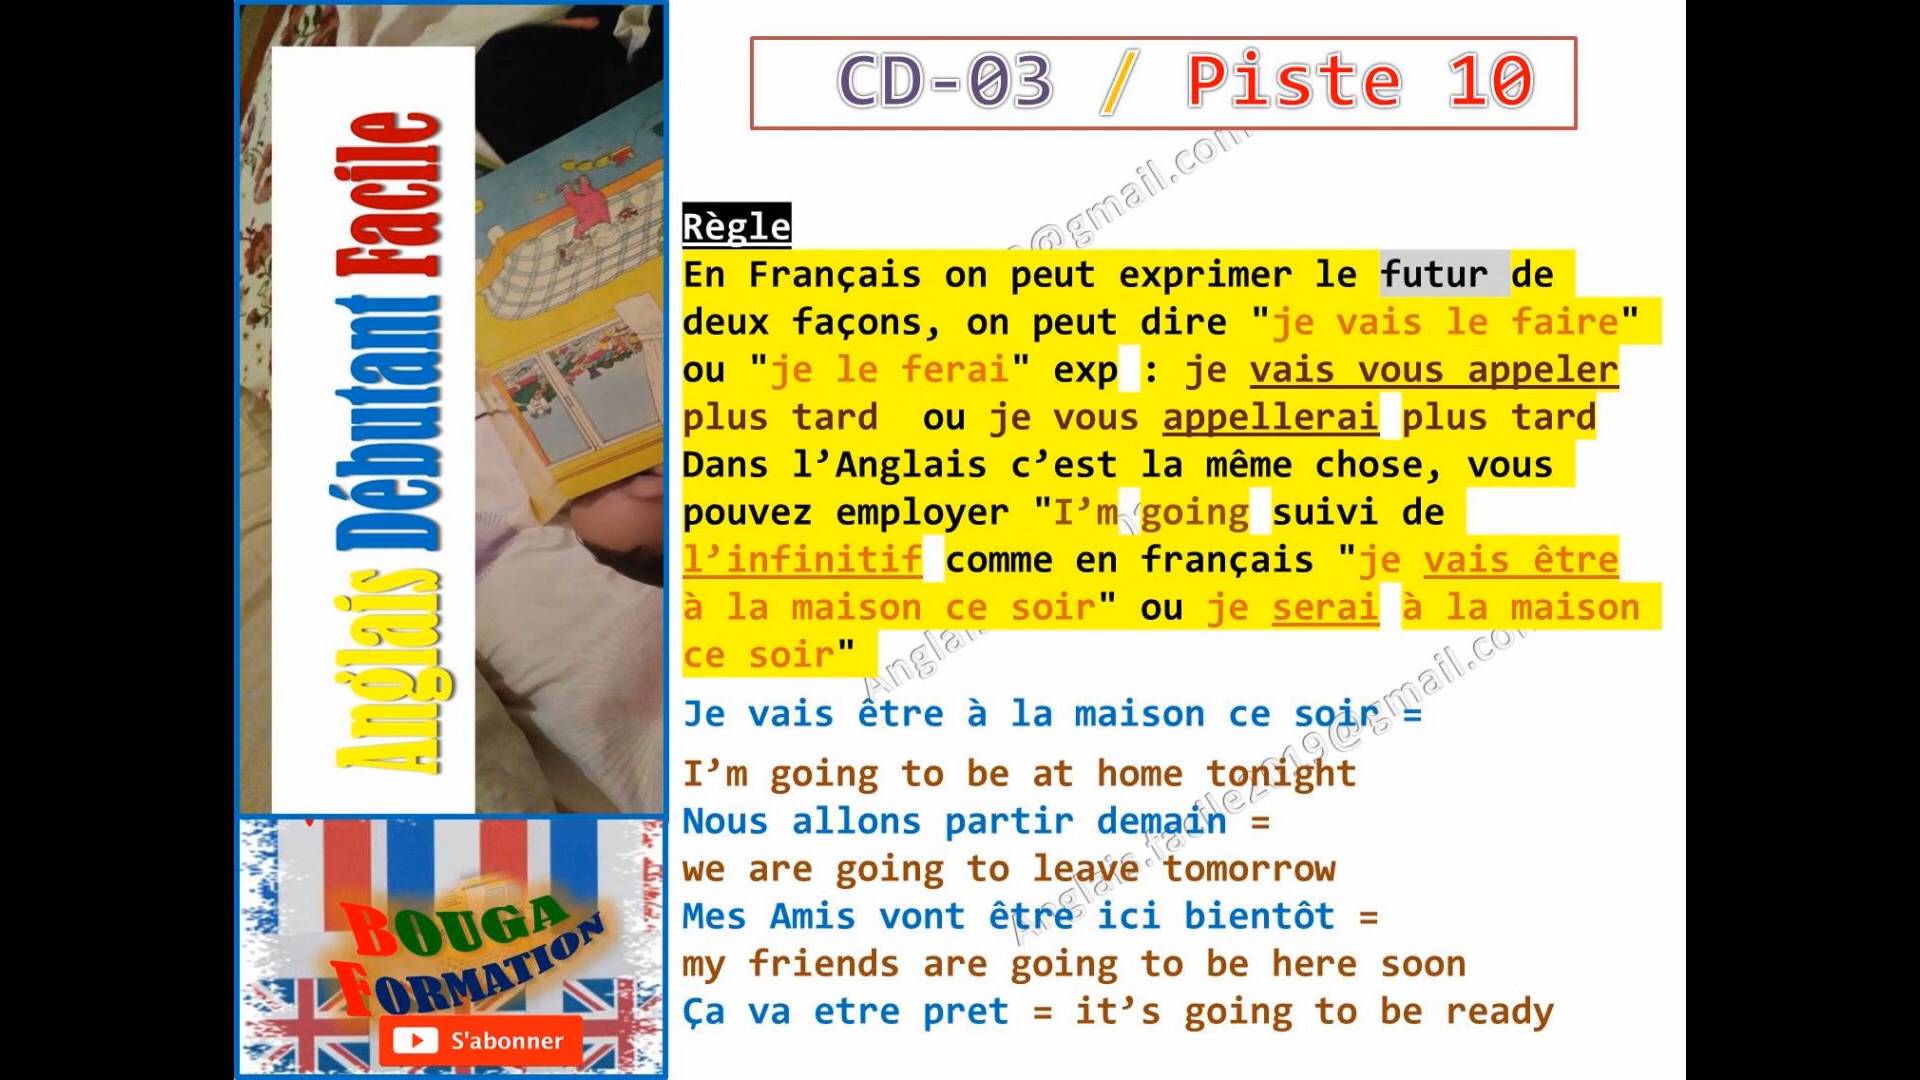 CD-03 / Piste 10
Règle
En Français on peut exprimer le futur de
deux façons, on peut dire "je vais le faire"
ou "je le ferai" exp : je vais vous appeler
plus tard ou je vous appellerai plus tard
Dans l’Anglais c’est la même chose, vous
pouvez employer "I’m going suivi de
l’infinitif comme en français "je vais être
à la maison ce soir" ou je serai à la maison
ce soir"
Je vais être à la maison ce soir =
I’m going to be at home tonight
Nous allons partir demain =
we are going to leave tomorrow
Mes Amis vont être ici bientôt =
my friends are going to be here soon
Ça va etre pret = it’s going to be ready
Anglais Débutant Facile
BOUGA
FORMATION
S'abonner
Anglais.facile2019@gmail.com